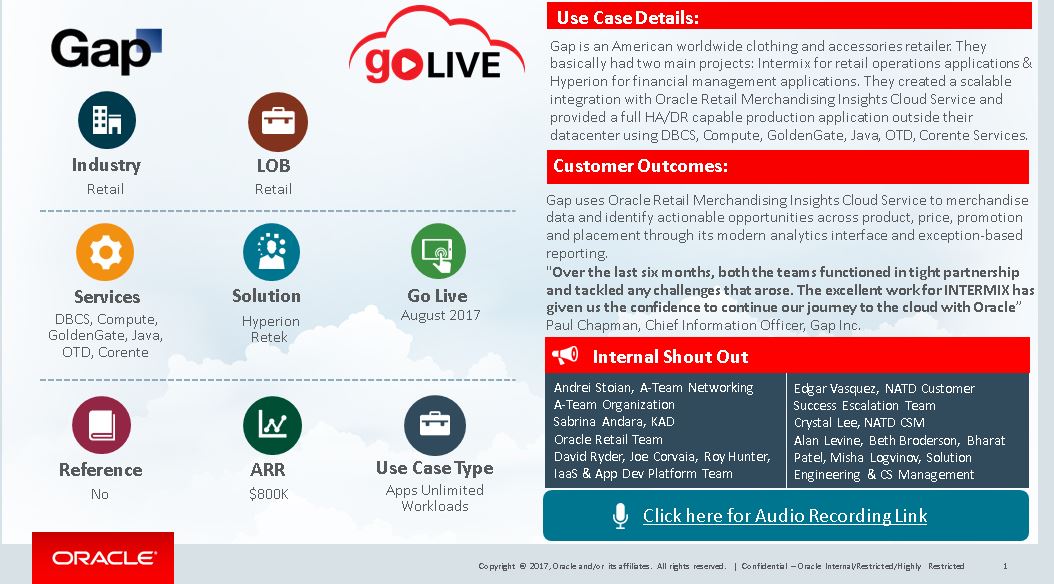 Gap
goLIVE
Industry
Retail
LOB
Retail
Services
DBCS, Compute,
GoldenGate, Java,
OTD, Corente
Solution
Hyperion
Retek
Go Live
August 2017
Reference
No
ARR
$800K
Use Case Type
Apps Unlimited
Workloads
Use Case Details:
Gap is an American worldwide clothing and accessories retailer. They
basically had two main projects: Intermix for retail operations applications &
Hyperion for financial management applications. They created a scalable
integration with Oracle Retail Merchandising Insights Cloud Service and
provided a full HA/DR capable production application outside their
datacenter using DBCS, Compute, GoldenGate, Java, OTD, Corente Services.
Customer Outcomes:
Gap uses Oracle Retail Merchandising Insights Cloud Service to merchandise
data and identify actionable opportunities across product, price, promotion
and placement through its modern analytics interface and exception-based
reporting.
"Over the last six months, both the teams functioned in tight partnership
and tackled any challenges that arose. The excellent work for INTERMIX has
given us the confidence to continue our journey to the cloud with Oracle”
Paul Chapman, Chief Information Officer, Gap Inc.
Internal Shout Out
Andrei Stoian, A-Team Networking
A-Team Organization
Sabrina Andara, KAD
Oracle Retail Team
David Ryder, Joe Corvaia, Roy Hunter,
IaaS & App Dev Platform Team
Edgar Vasquez, NATD Customer
Success Escalation Team
Crystal Lee, NATD CSM
Alan Levine, Beth Broderson, Bharat
Patel, Misha Logvinov, Solution
Engineering & CS Management
Click here for Audio Recording Link
ORACLE
Copyright © 2017, Oracle and/or its affiliates. All rights reserved. | Confidential – Oracle Internal/Restricted/Highly Restricted 1